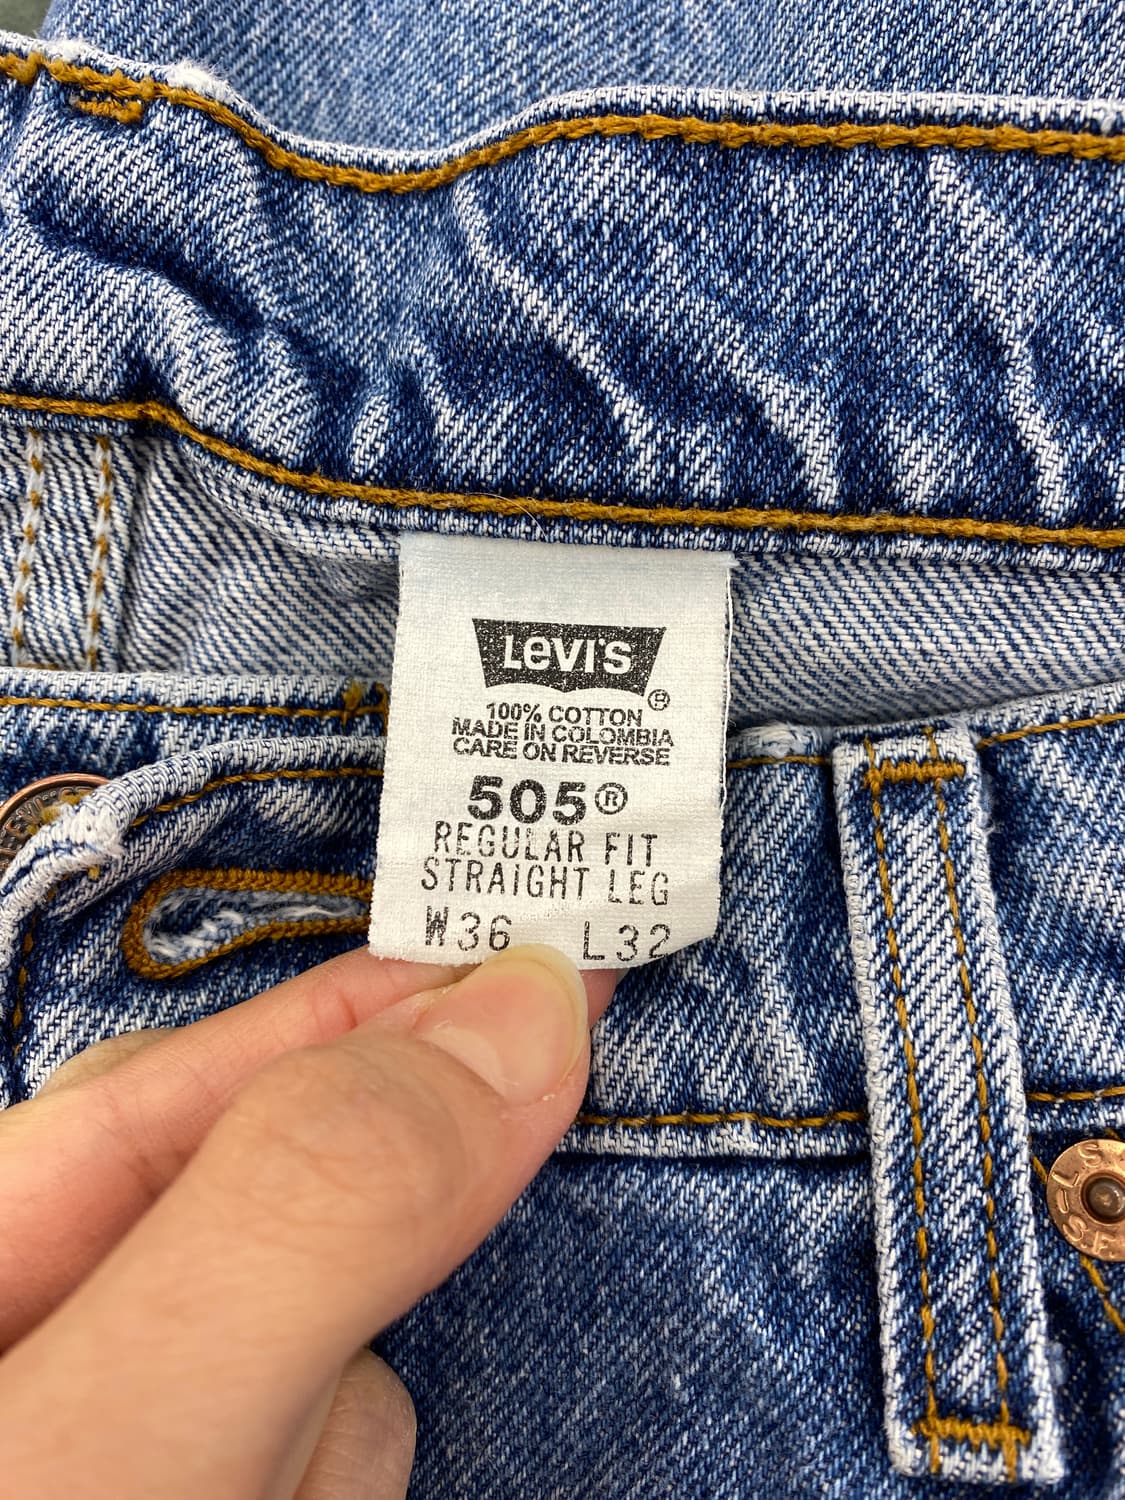 LEVI'S
®
100% COTTON
MADE IN COLOMBIA
CARE ON REVERSE
505®
REGULAR FIT
STRAIGHT LEG
W36 L32